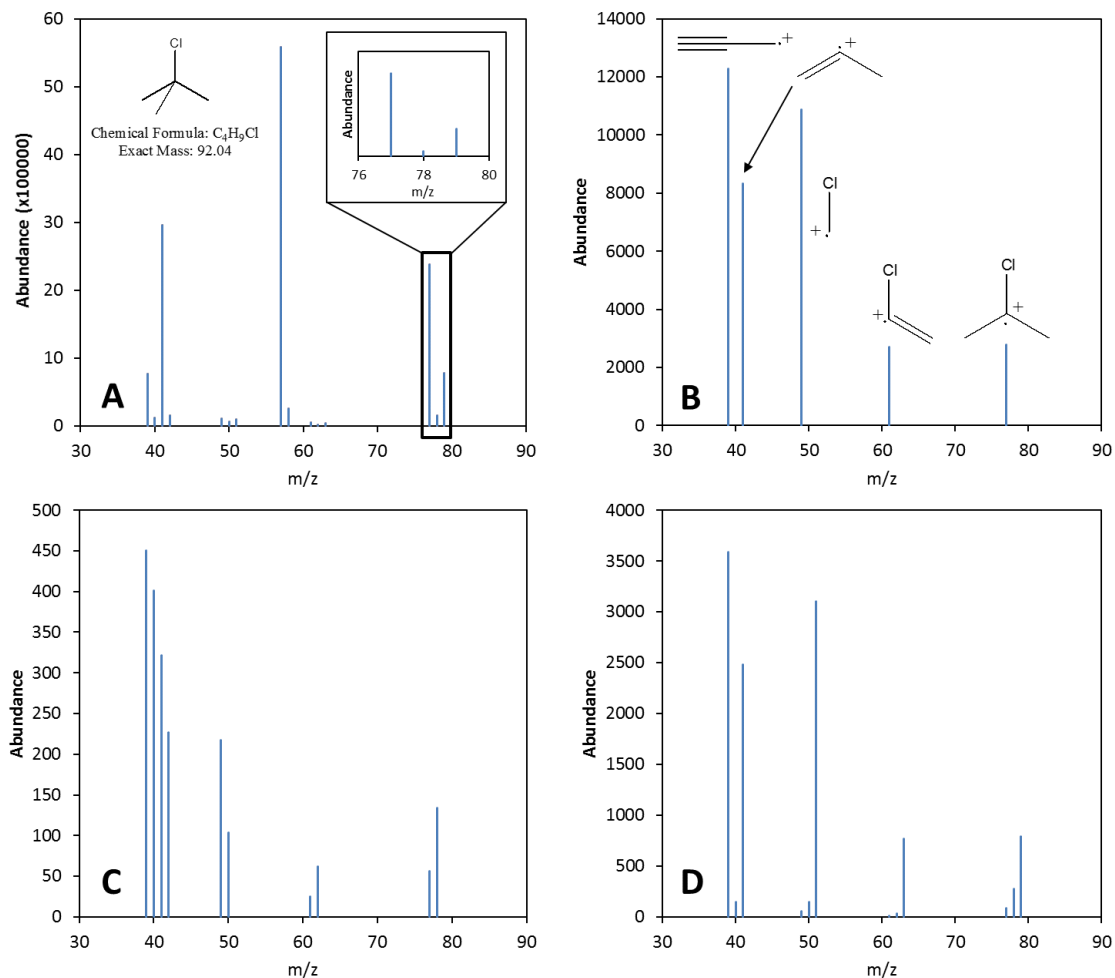 60
50
40
30
20
10
0
Abundance (x100000)
Cl
Chemical Formula: C₄H₉Cl
Exact Mass: 92.04
Abundance
76 78 80
m/z
A
30 40 50 60 70 80 90
m/z
14000
12000
10000
8000
6000
4000
2000
0
Abundance
+
+
Cl
+
Cl
+
Cl
+
B
30 40 50 60 70 80 90
m/z
500
450
400
350
300
250
200
150
100
50
0
Abundance
C
30 40 50 60 70 80 90
m/z
4000
3500
3000
2500
2000
1500
1000
500
0
Abundance
D
30 40 50 60 70 80 90
m/z